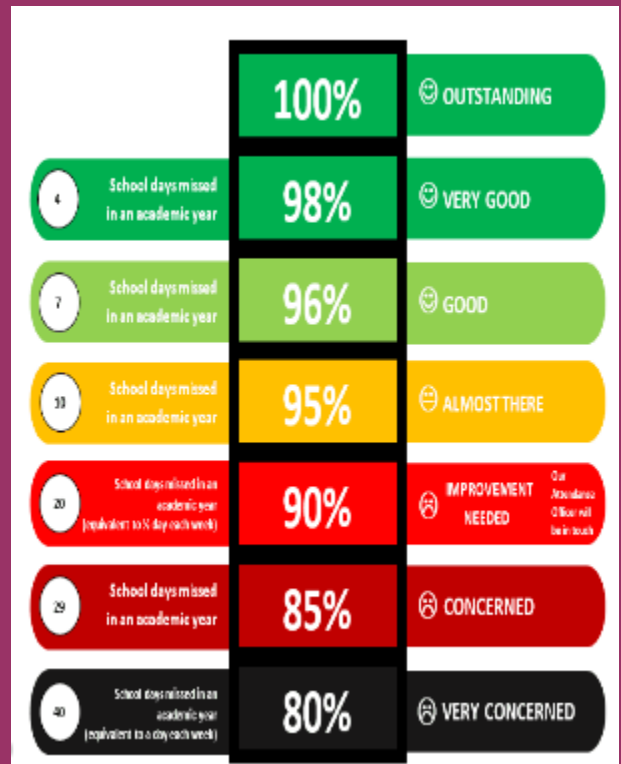 100%
OUTSTANDING
4
School days missed
in an academic year
98%
VERY GOOD
7
School days missed
in an academic year
96%
GOOD
10
School days missed
in an academic year
95%
ALMOST THERE
20
School days missed in an
academic year
(equivalent to ½ day each week)
90%
IMPROVEMENT
NEEDED
Our
Attendance
Officer will
be in touch
29
School days missed
in an academic year
85%
CONCERNED
40
School days missed in an
academic year
(equivalent to a day each week)
80%
VERY CONCERNED